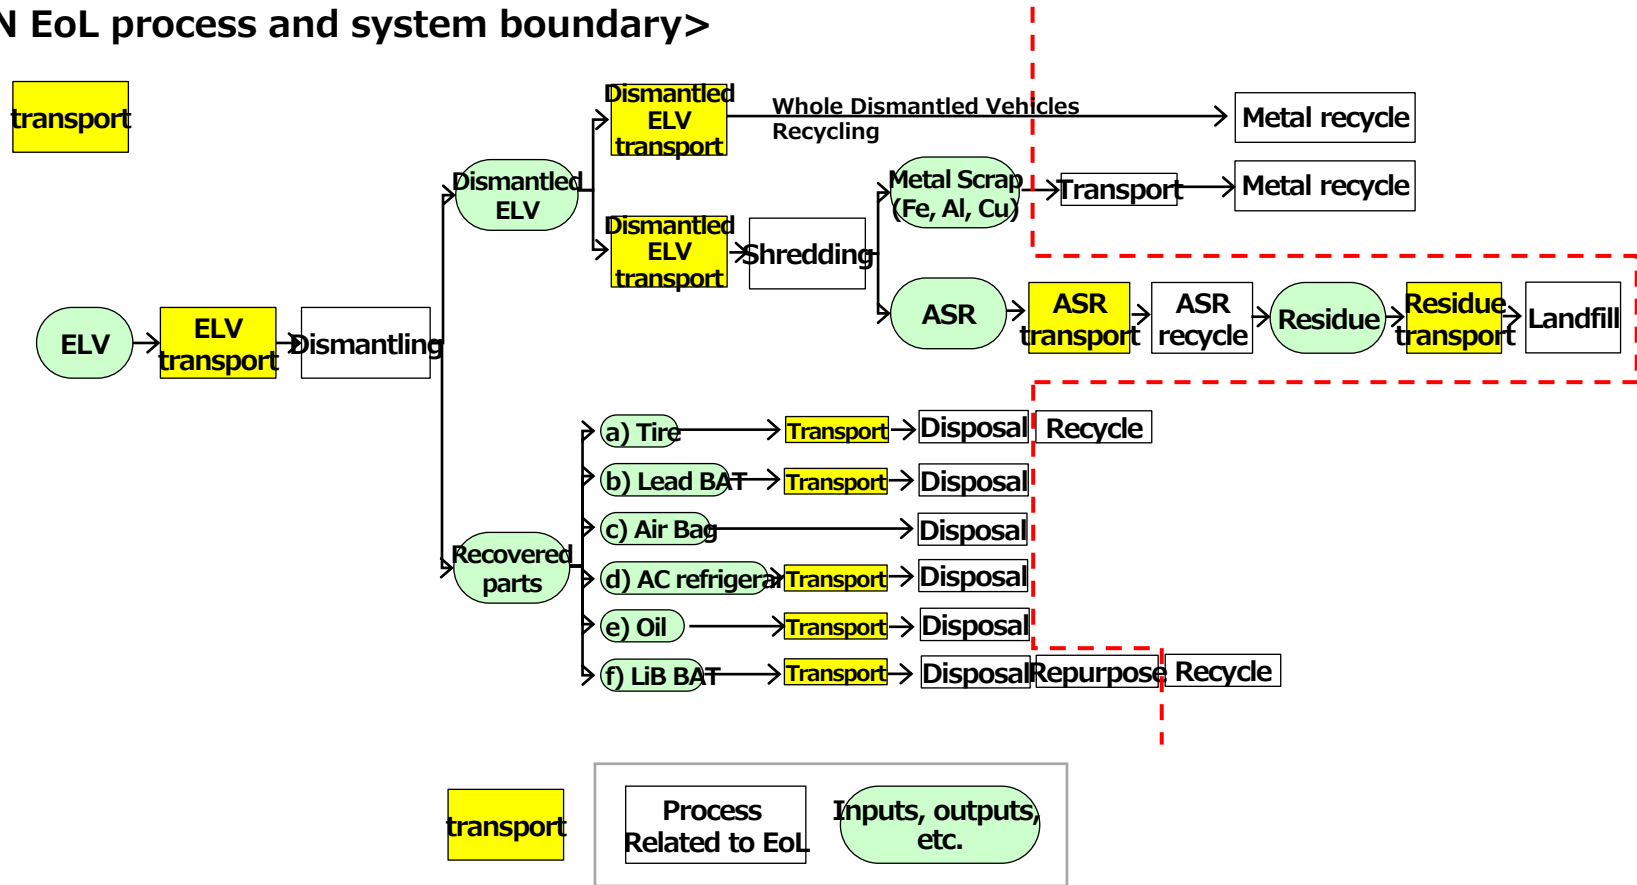 N EoL process and system boundary>
transport
Dismantled
ELV
transport
Whole Dismantled Vehicles
Recycling
Metal recycle
Dismantled
ELV
Metal Scrap
(Fe, Al, Cu)
Transport
Metal recycle
Dismantled
ELV
transport
Shredding
ELV
ELV
transport
Dismantling
ASR
ASR
transport
ASR
recycle
Residue
Residue
transport
Landfill
a) Tire
Transport
Disposal
Recycle
b) Lead BAT
Transport
Disposal
c) Air Bag
Disposal
Recovered
parts
d) AC refrigeran
Transport
Disposal
e) Oil
Transport
Disposal
f) LiB BAT
Transport
Disposal
Repurpose
Recycle
transport
Process
Related to EoL
Inputs, outputs,
etc.